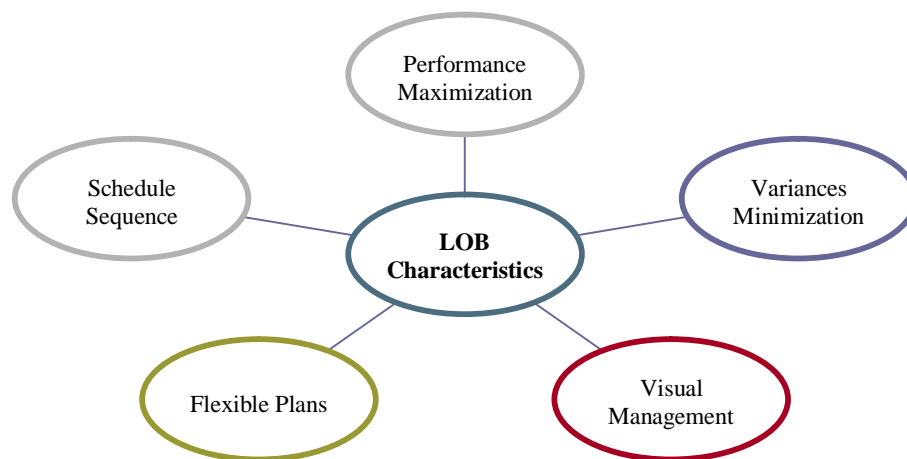 Performance
Maximization
Schedule
Sequence
Variances
Minimization
LOB
Characteristics
Flexible Plans
Visual
Management